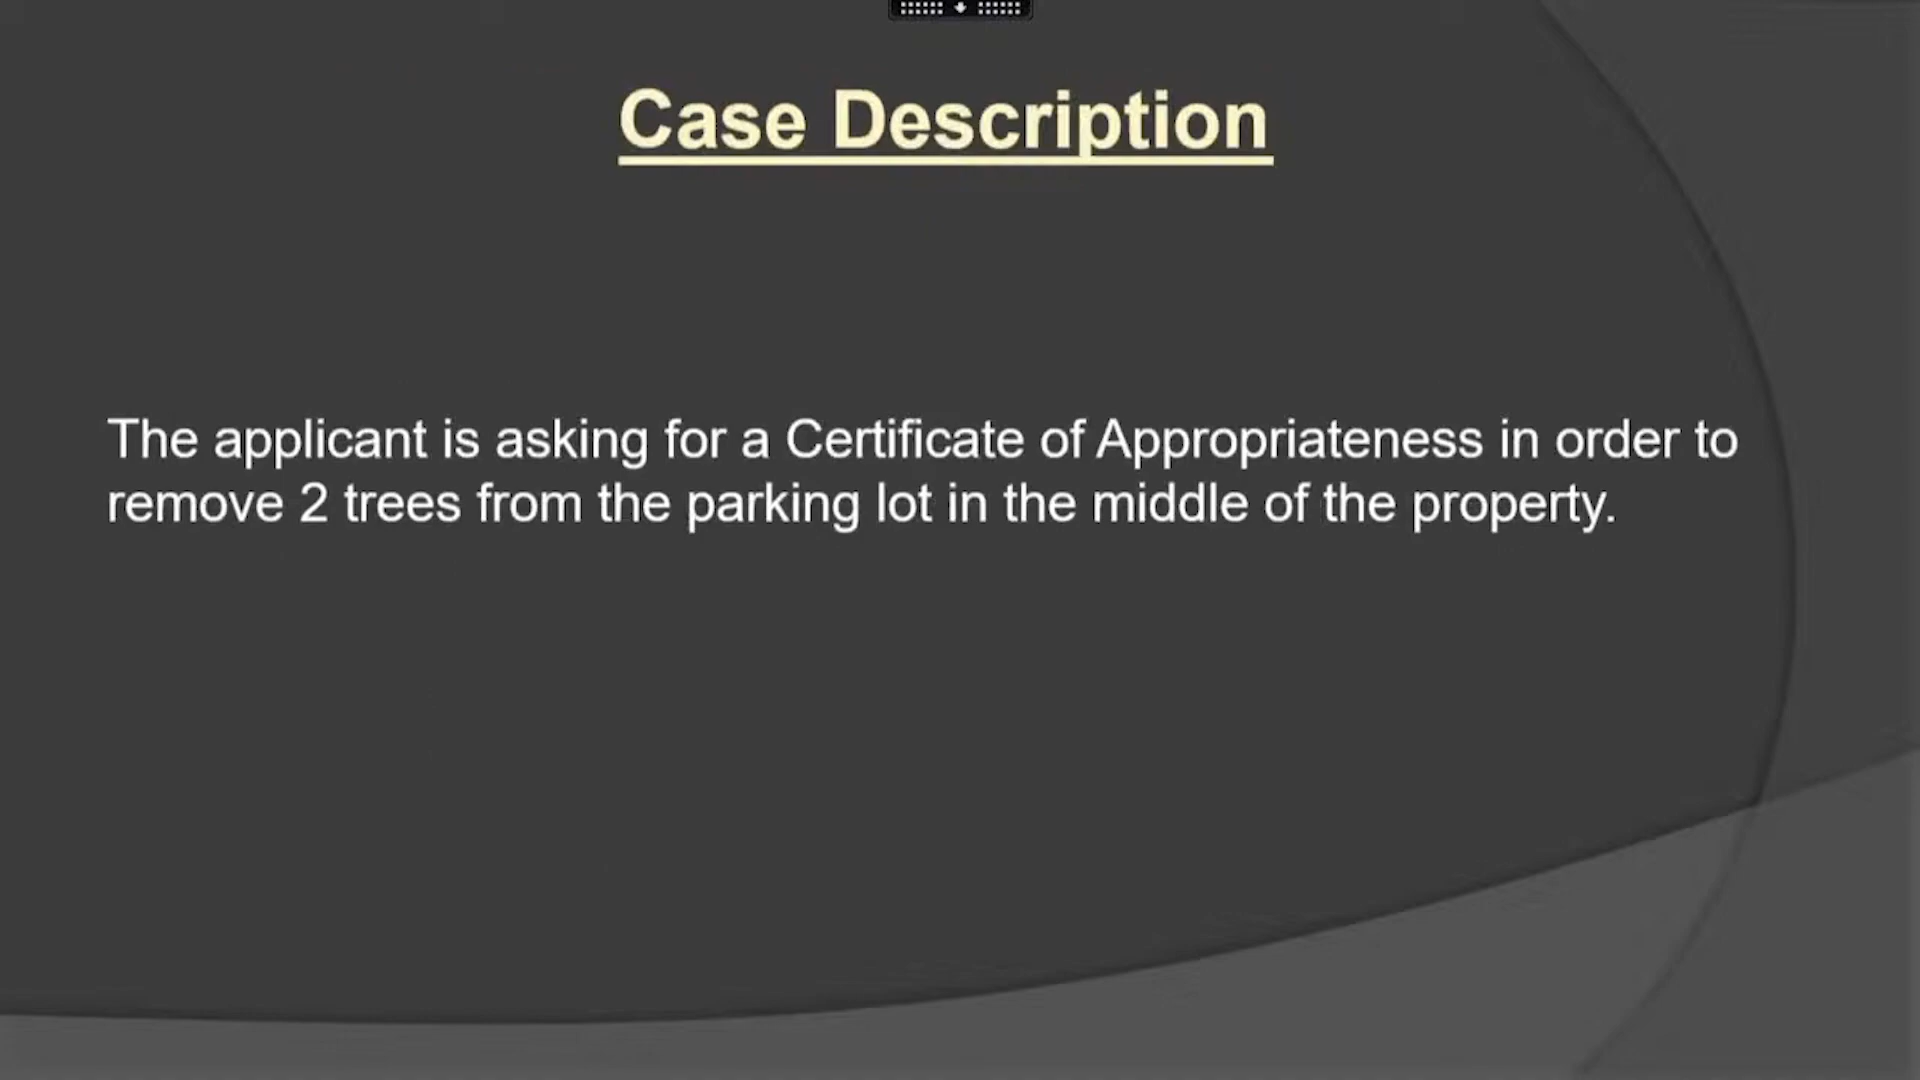 Case Description
The applicant is asking for a Certificate of Appropriateness in order to
remove 2 trees from the parking lot in the middle of the property.